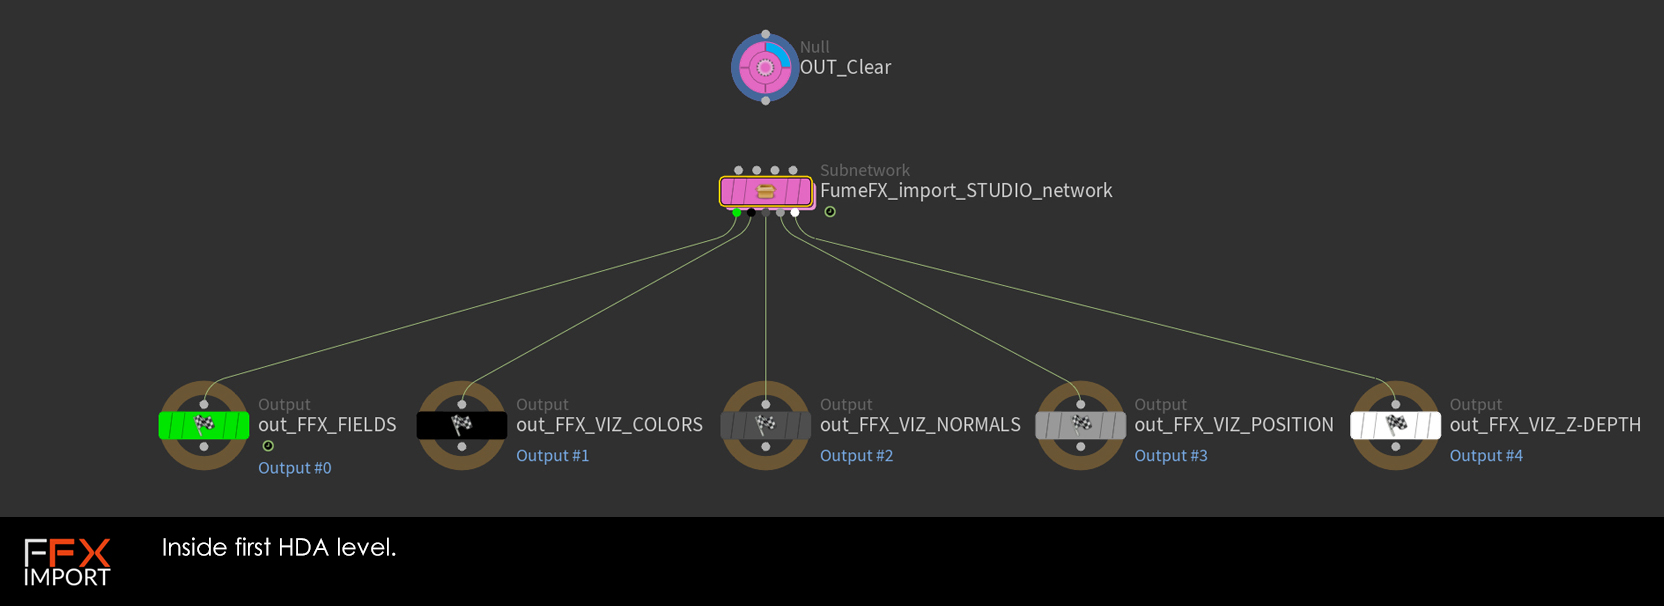 Null
OUT_Clear
Subnetwork
FumeFX_import_STUDIO_network
Output
out_FFX_FIELDS
Output #0
Output
out_FFX_VIZ_COLORS
Output #1
Output
out_FFX_VIZ_NORMALS
Output #2
Output
out_FFX_VIZ_POSITION
Output #3
Output
out_FFX_VIZ_Z-DEPTH
Output #4
FFX
IMPORT
Inside first HDA level.